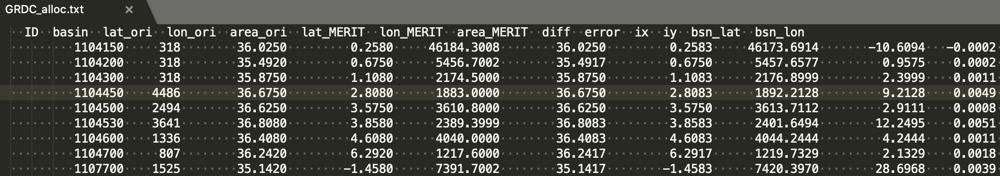 GRDC_alloc.txt ×
ID basin lat_ori lon_ori area_ori lat_MERIT lon_MERIT area_MERIT diff error ix iy bsn_lat bsn_lon
1104150 318 36.0250 0.2580 46184.3008 36.0250 0.2583 46173.6914 -10.6094 -0.0002
1104200 318 35.4920 0.6750 5456.7002 35.4917 0.6750 5457.6577 0.9575 0.0002
1104300 318 35.8750 1.1080 2174.5000 35.8750 1.1083 2176.8999 2.3999 0.0011
1104450 4486 36.6750 2.8080 1883.0000 36.6750 2.8083 1892.2128 9.2128 0.0049
1104500 2494 36.6250 3.5750 3610.8000 36.6250 3.5750 3613.7112 2.9111 0.0008
1104530 3641 36.8080 3.8580 2389.3999 36.8083 3.8583 2401.6494 12.2495 0.0051
1104600 1336 36.4080 4.6080 4040.0000 36.4083 4.6083 4044.2444 4.2444 0.0011
1104700 807 36.2420 6.2920 1217.6000 36.2417 6.2917 1219.7329 2.1329 0.0018
1107700 1525 35.1420 -1.4580 7391.7002 35.1417 -1.4583 7420.3970 28.6968 0.0039